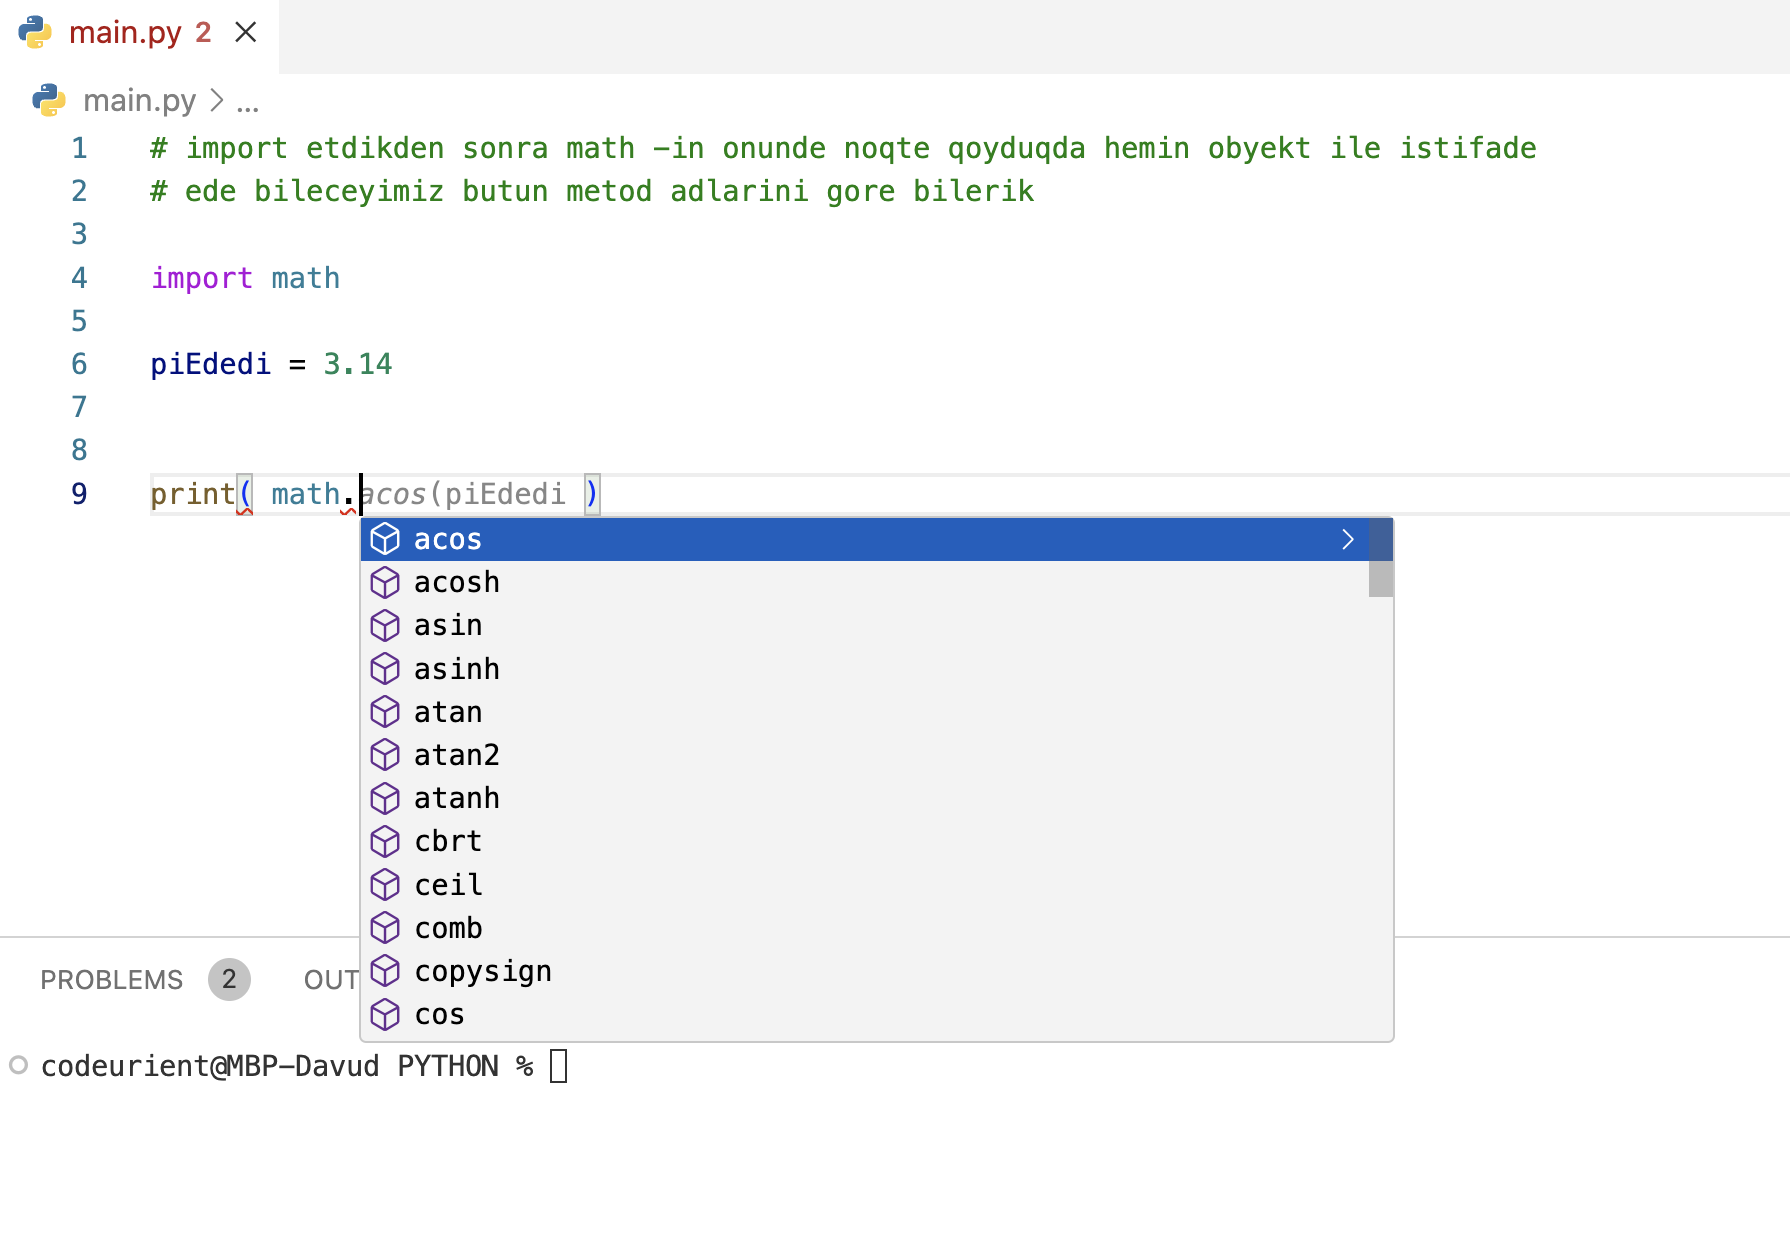 main.py 2
main.py > ...
1 # import etdikden sonra math -in onunde noqte qoyduqda hemin obyekt ile istifade
2 # ede bileceyimiz butun metod adlarini gore bilerik
3
4 import math
5
6 piEdedi = 3.14
7
8
9 print( math.acos(piEdedi )
acos
acosh
asin
asinh
atan
atan2
atanh
cbrt
ceil
comb
copysign
cos
PROBLEMS 2 OUT
codeurient@MBP-Davud PYTHON %